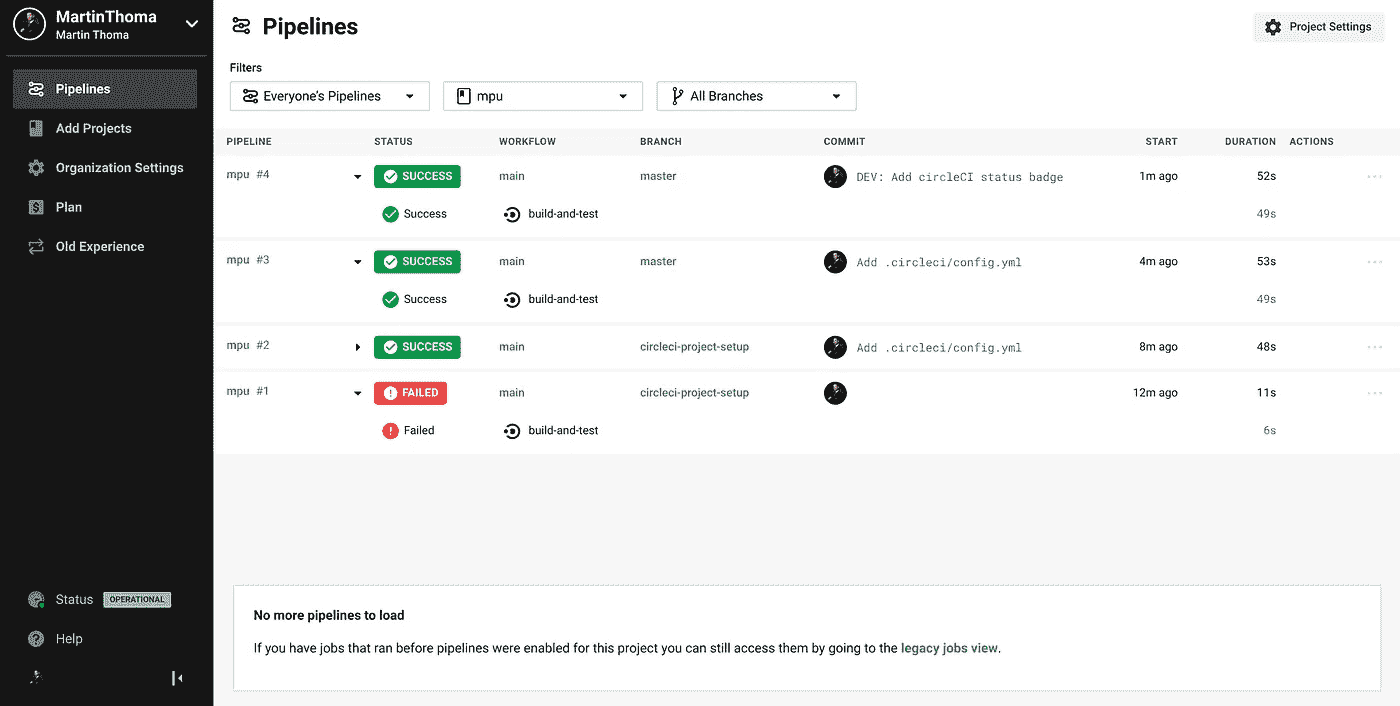 MartinThoma
Martin Thoma
Pipelines
Add Projects
Organization Settings
Plan
Old Experience
Status OPERATIONAL
Help
Pipelines
Project Settings
Filters
Everyone's Pipelines mpu All Branches
PIPELINE STATUS WORKFLOW BRANCH COMMIT START DURATION ACTIONS
mpu #4 SUCCESS main master DEV: Add circleCI status badge 1m ago 52s
Success build-and-test 49s
mpu #3 SUCCESS main master Add .circleci/config.yml 4m ago 53s
Success build-and-test 49s
mpu #2 SUCCESS main circleci-project-setup Add .circleci/config.yml 8m ago 48s
mpu #1 FAILED main circleci-project-setup 12m ago 11s
Failed build-and-test 6s
No more pipelines to load
If you have jobs that ran before pipelines were enabled for this project you can still access them by going to the legacy jobs view.